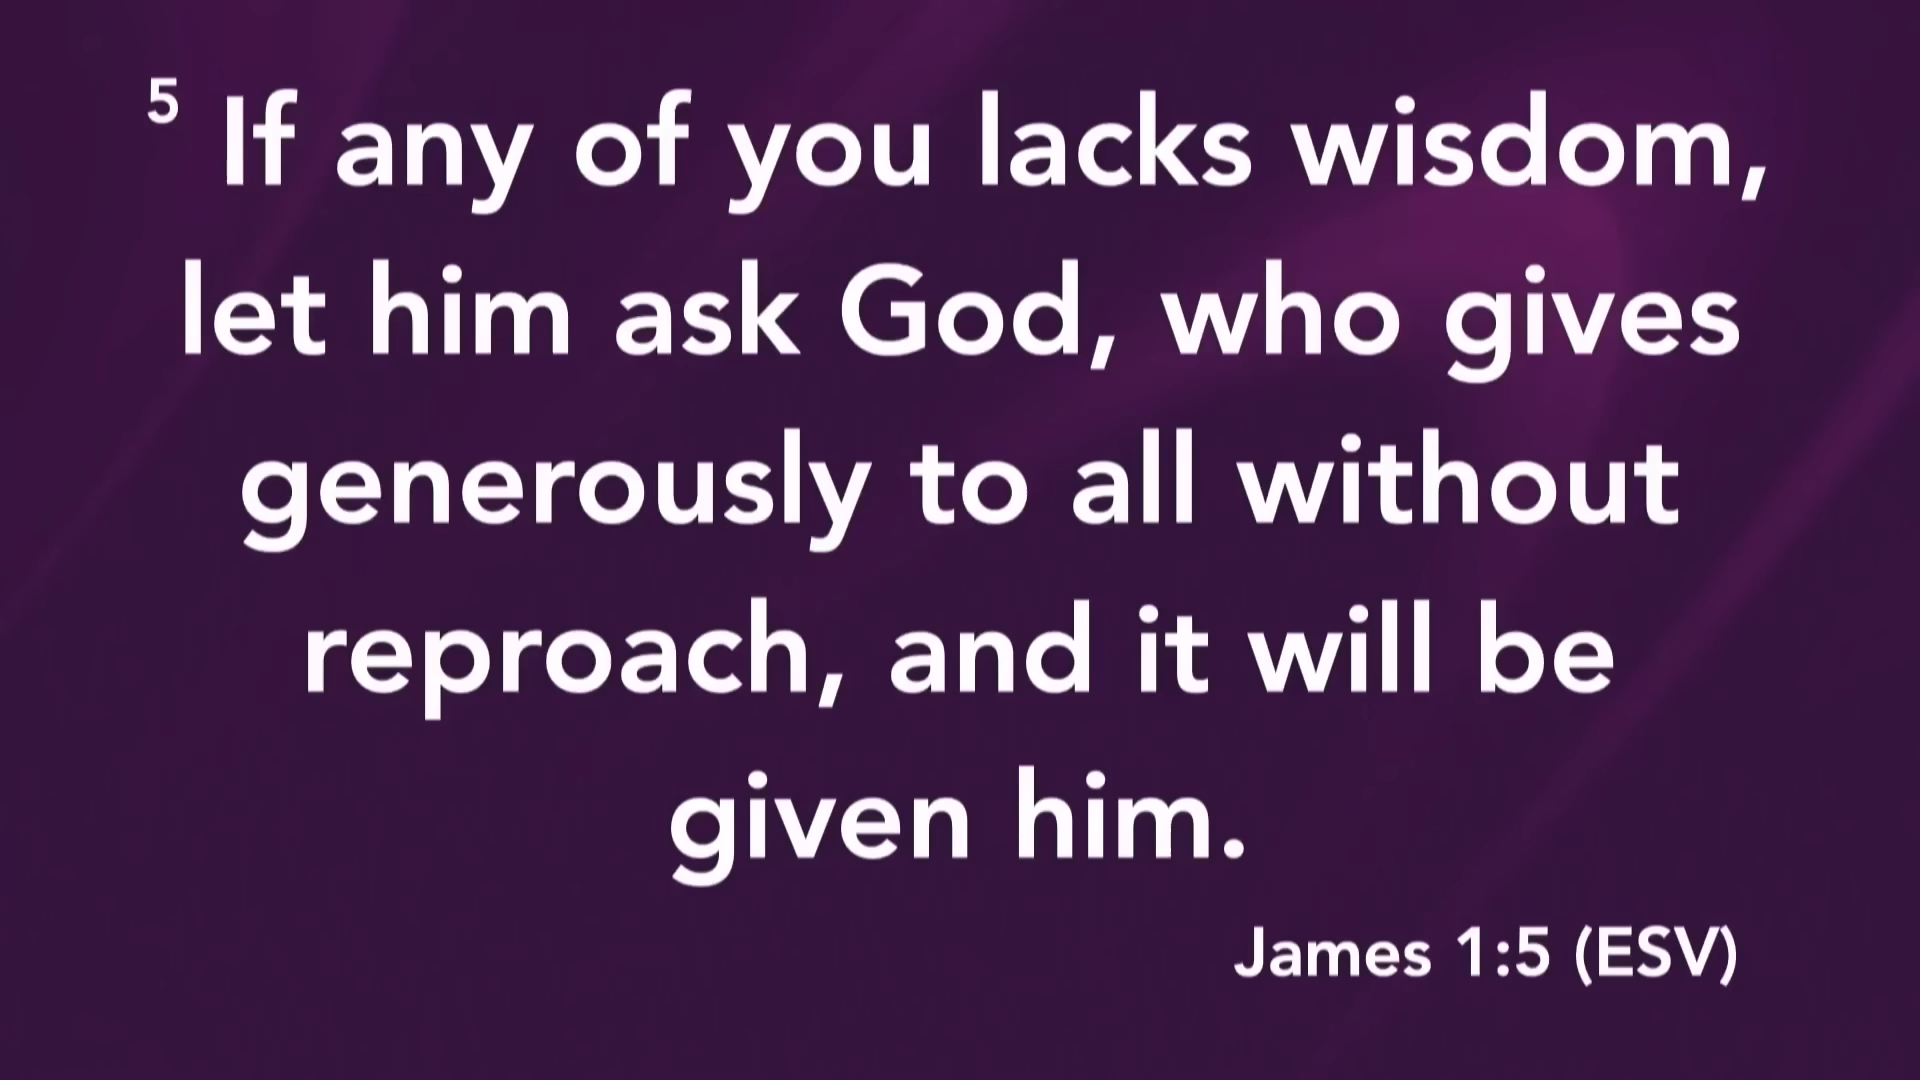 5 If any of you lacks wisdom,
let him ask God, who gives
generously to all without
reproach, and it will be
given him.
James 1:5 (ESV)